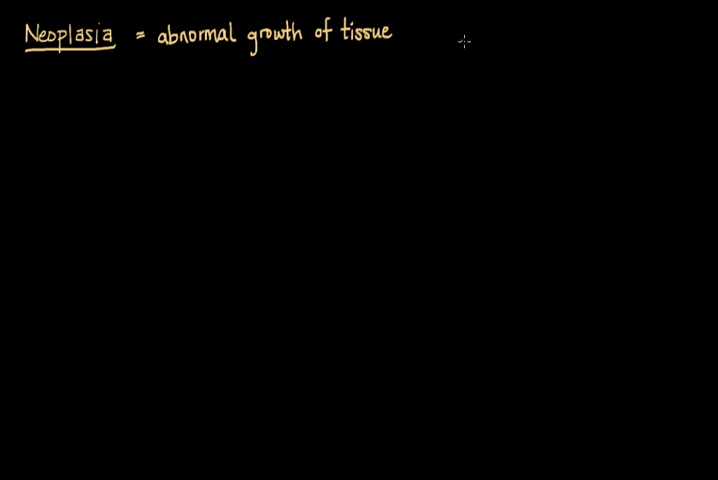 Neoplasia = abnormal growth of tissue